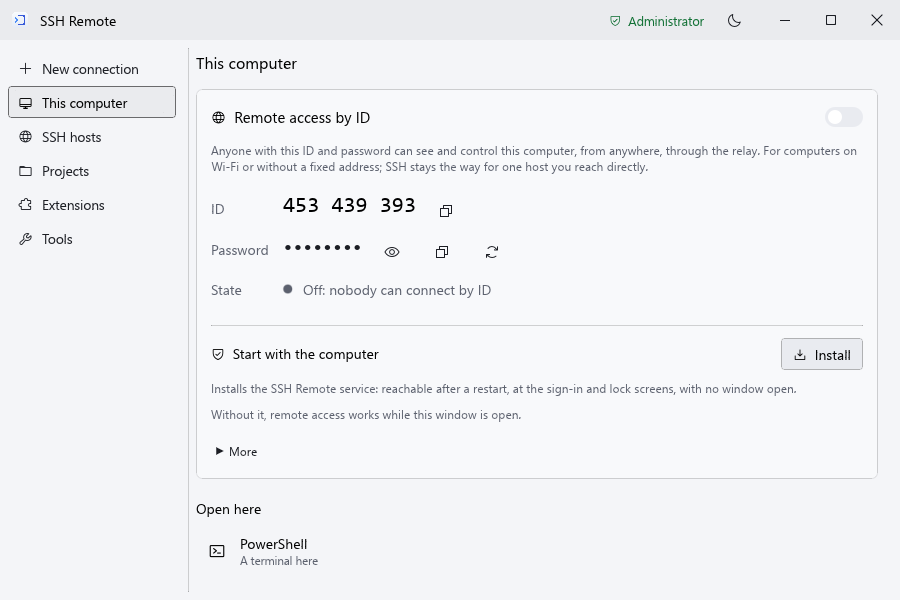 SSH Remote
Administrator
New connection
This computer
SSH hosts
Projects
Extensions
Tools
This computer
Remote access by ID
Anyone with this ID and password can see and control this computer, from anywhere, through the relay. For computers on
Wi-Fi or without a fixed address; SSH stays the way for one host you reach directly.
ID 453 439 393
Password ••••••••
State Off: nobody can connect by ID
Start with the computer
Install
Installs the SSH Remote service: reachable after a restart, at the sign-in and lock screens, with no window open.
Without it, remote access works while this window is open.
More
Open here
PowerShell
A terminal here